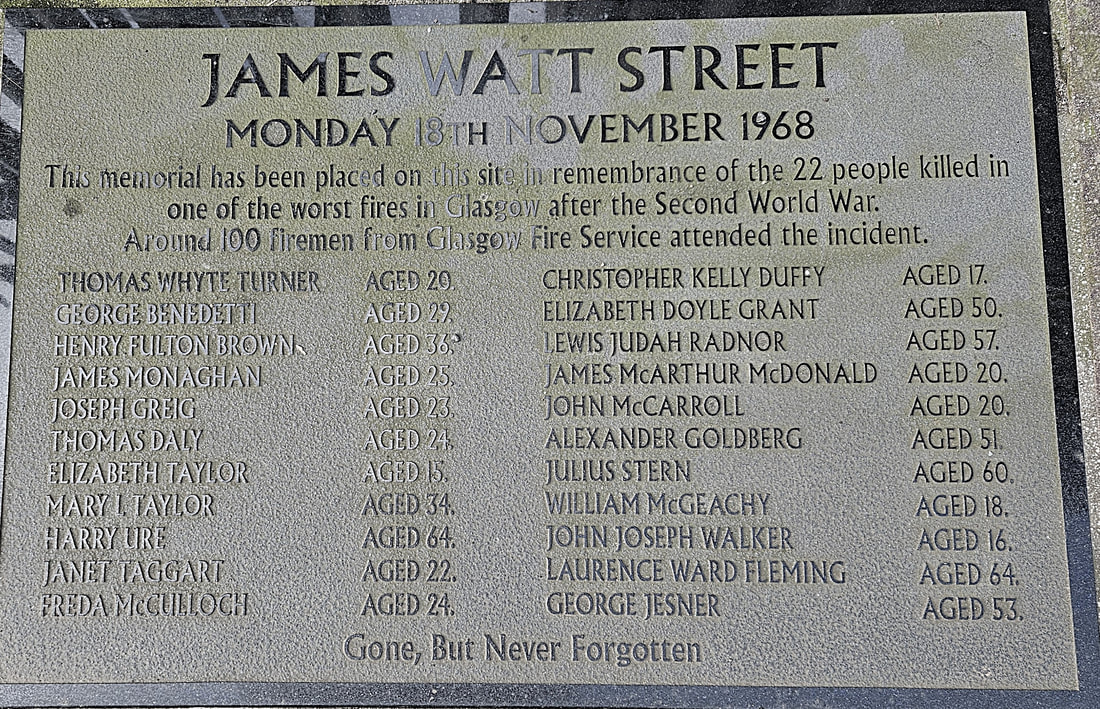 JAMES WATT STREET
MONDAY 18TH NOVEMBER 1968
This memorial has been placed on this site in remembrance of the 22 people killed in
one of the worst fires in Glasgow after the Second World War.
Around 100 firemen from Glasgow Fire Service attended the incident.
THOMAS WHYTE TURNER AGED 20. CHRISTOPHER KELLY DUFFY AGED 17.
GEORGE BENEDETTI AGED 29. ELIZABETH DOYLE GRANT AGED 50.
HENRY FULTON BROWN AGED 36. LEWIS JUDAH RADNOR AGED 57.
JAMES MONAGHAN AGED 25. JAMES McARTHUR McDONALD AGED 20.
JOSEPH GREIG AGED 23. JOHN McCARROLL AGED 20.
THOMAS DALY AGED 24. ALEXANDER GOLDBERG AGED 51.
ELIZABETH TAYLOR AGED 15. JULIUS STERN AGED 60.
MARY I. TAYLOR AGED 34. WILLIAM McGEACHY AGED 18.
HARRY URE AGED 64. JOHN JOSEPH WALKER AGED 16.
JANET TAGGART AGED 22. LAURENCE WARD FLEMING AGED 64.
FREDA McCULLOCH AGED 24. GEORGE JESNER AGED 53.
Gone, But Never Forgotten